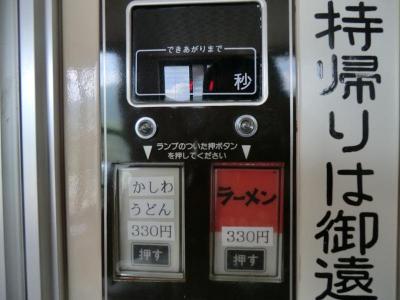 できあがりまで
11秒
ランプのついた押ボタン
を押してください
かしわ
うどん
330円
押す
ラーメン
330円
押す
持帰りは御遠